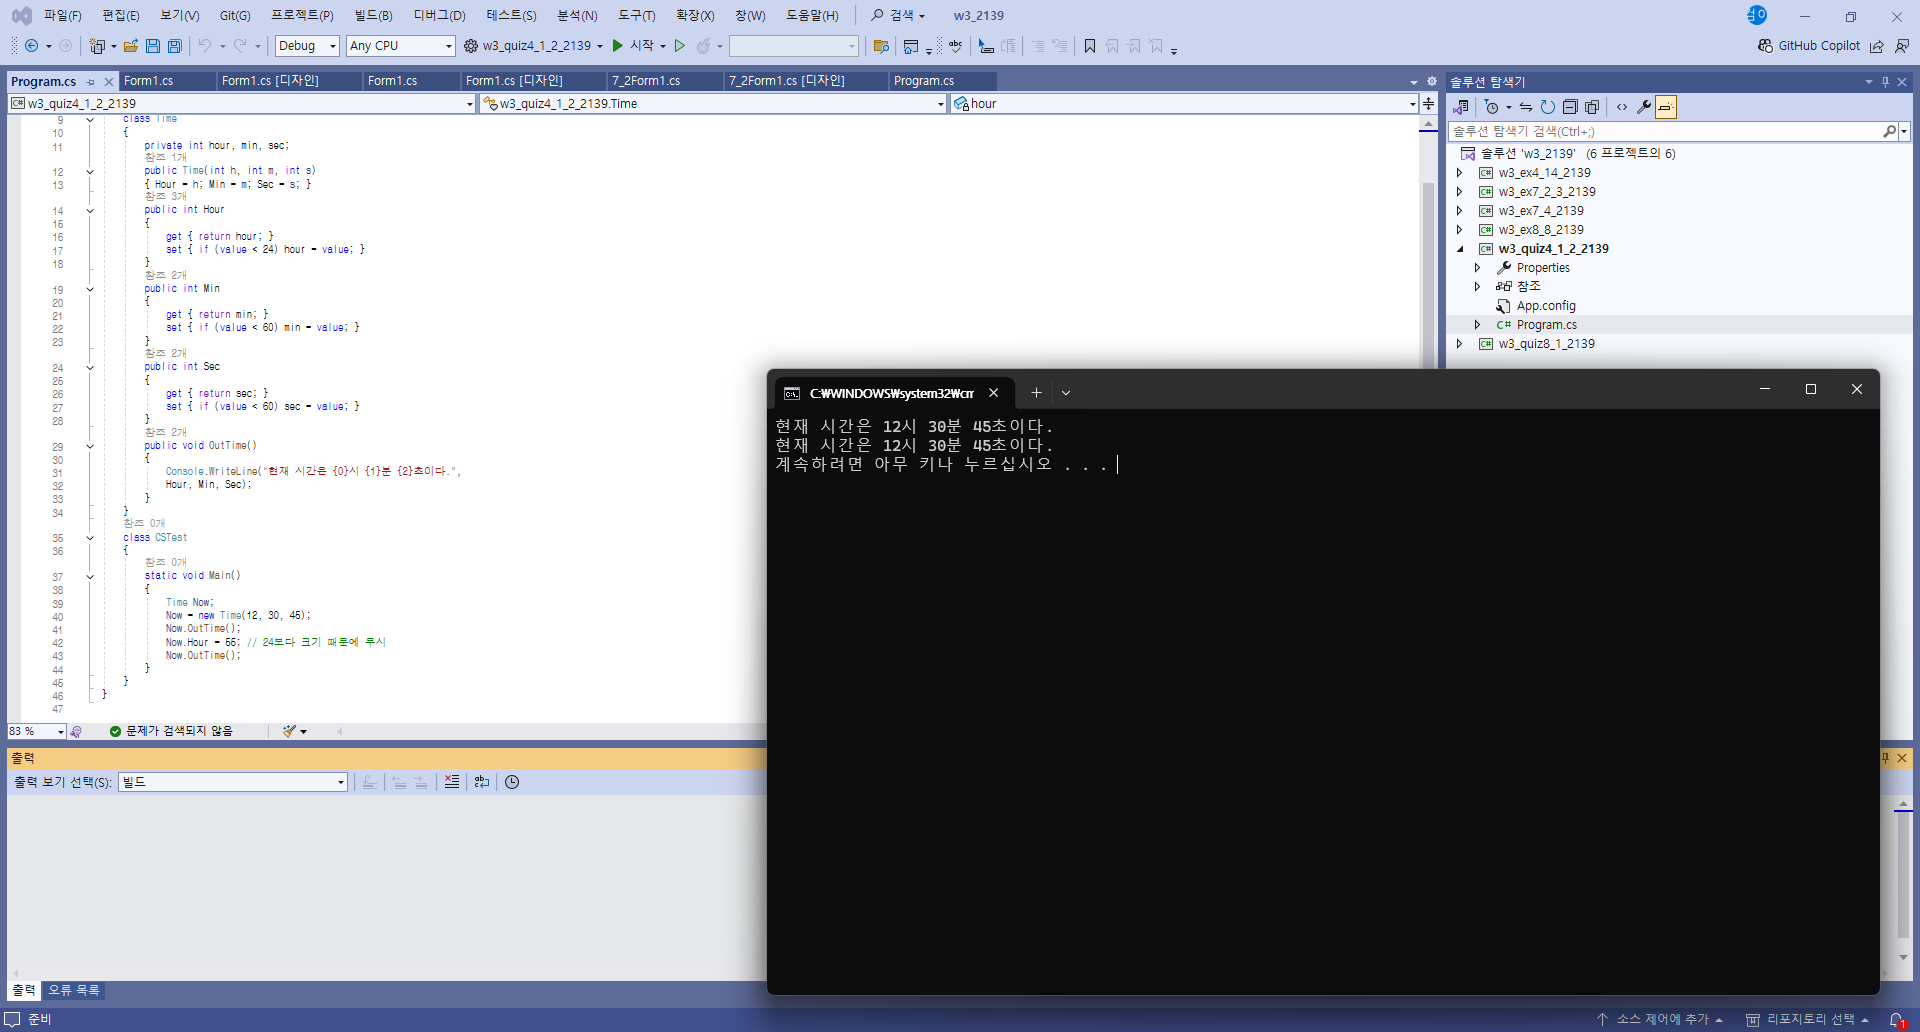 파일(F) 편집(E) 보기(V) Git(G) 프로젝트(P) 빌드(B) 디버그(D) 테스트(S) 분석(N) 도구(T) 확장(X) 창(W) 도움말(H) 검색 w3_2139
Debug Any CPU w3_quiz4_1_2_2139 시작 GitHub Copilot
Program.cs Form1.cs Form1.cs [디자인] Form1.cs Form1.cs [디자인] 7_2Form1.cs 7_2Form1.cs [디자인] Program.cs
w3_quiz4_1_2_2139 w3_quiz4_1_2_2139.Time hour
9 class Time
10 {
11 private int hour, min, sec;
참조 1개
12 public Time(int h, int m, int s)
13 { Hour = h; Min = m; Sec = s; }
참조 3개
14 public int Hour
15 {
16 get { return hour; }
17 set { if (value < 24) hour = value; }
18 }
참조 2개
19 public int Min
20 {
21 get { return min; }
22 set { if (value < 60) min = value; }
23 }
참조 2개
24 public int Sec
25 {
26 get { return sec; }
27 set { if (value < 60) sec = value; }
28 }
참조 2개
29 public void OutTime()
30 {
31 Console.WriteLine("현재 시간은 {0}시 {1}분 {2}초이다.",
32 Hour, Min, Sec);
33 }
34 }
참조 0개
35 class CSTest
36 {
참조 0개
37 static void Main()
38 {
39 Time Now;
40 Now = new Time(12, 30, 45);
41 Now.OutTime();
42 Now.Hour = 55; // 24보다 크기 때문에 무시
43 Now.OutTime();
44 }
45 }
46 }
47
83 % 문제가 검색되지 않음
출력
출력 보기 선택(S): 빌드
출력 오류 목록
준비
솔루션 탐색기
솔루션 탐색기 검색(Ctrl+;)
솔루션 'w3_2139' (6 프로젝트의 6)
w3_ex4_14_2139
w3_ex7_2_3_2139
w3_ex7_4_2139
w3_ex8_8_2139
w3_quiz4_1_2_2139
Properties
참조
App.config
C# Program.cs
w3_quiz8_1_2139
C:₩WINDOWS₩system32₩cm
현재 시간은 12시 30분 45초이다.
현재 시간은 12시 30분 45초이다.
계속하려면 아무 키나 누르십시오 . . .
소스 제어에 추가 리포지토리 선택 1